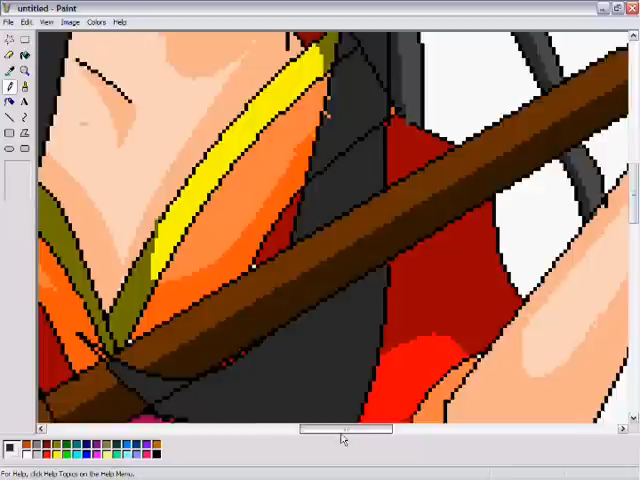 untitled - Paint
File Edit View Image Colors Help
A
For Help, click Help Topics on the Help Menu.